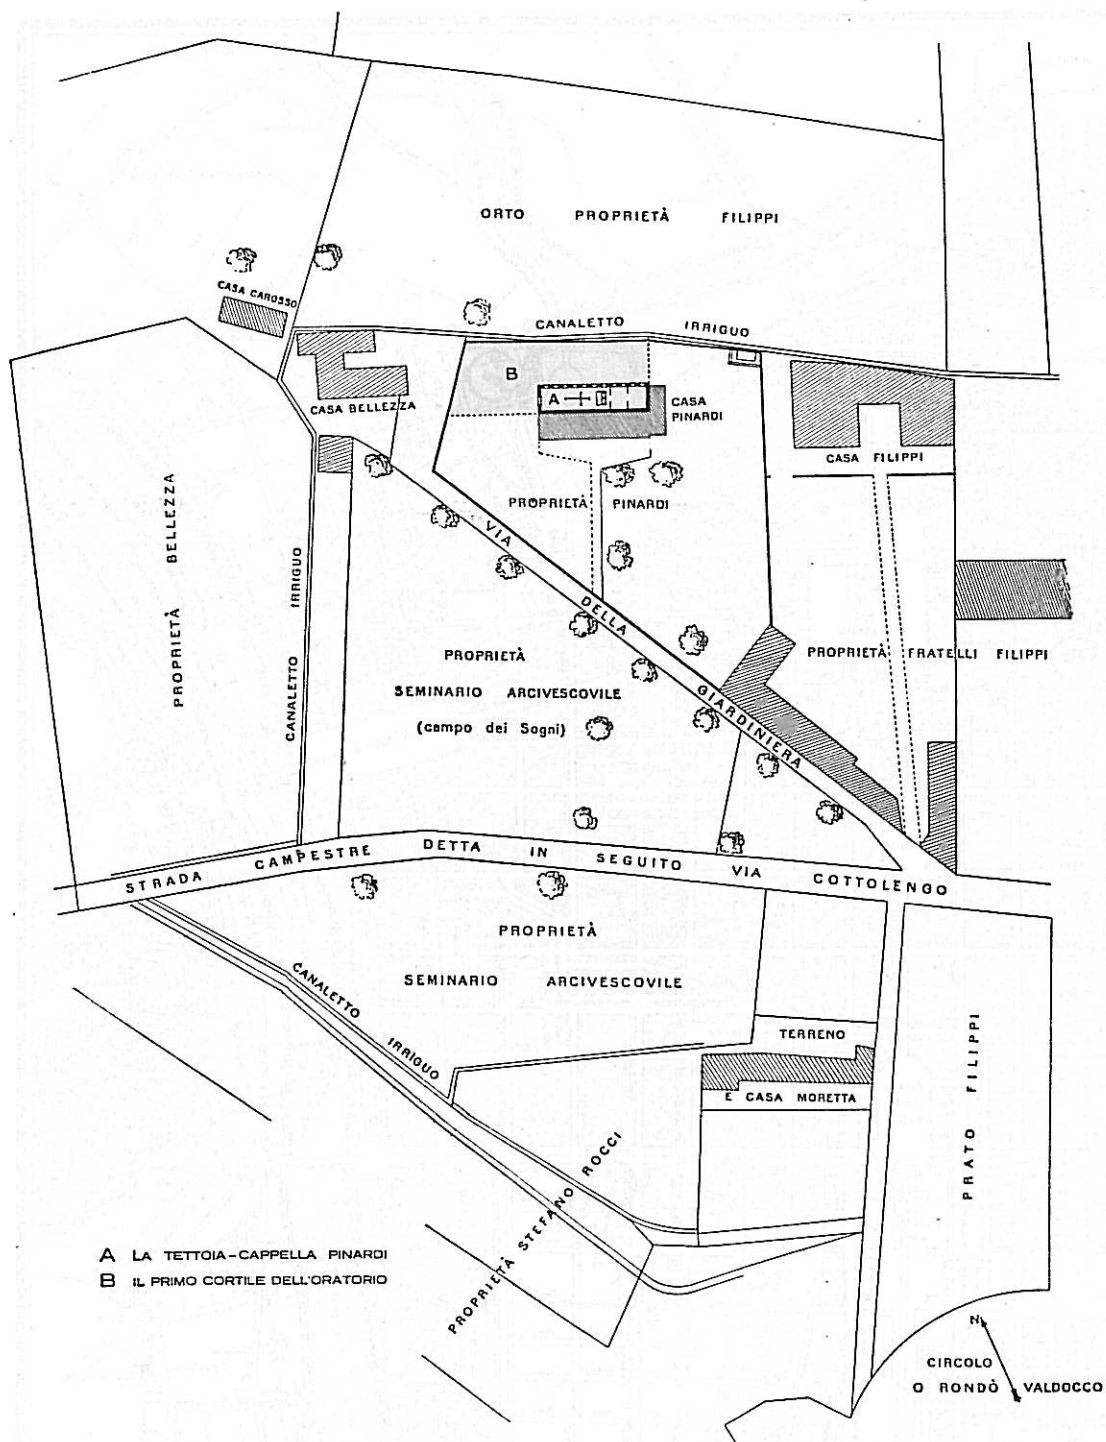 ORTO PROPRIETÀ FILIPPI
CASA CAROSSO
CANALETTO IRRIGUO
B
A
CASA
PINARDI
CASA BELLEZZA
CASA FILIPPI
PROPRIETÀ PINARDI
PROPRIETÀ BELLEZZA
CANALETTO IRRIGUO
VIA DELLA GIARDINIERA
PROPRIETÀ
SEMINARIO ARCIVESCOVILE
(campo dei Sogni)
PROPRIETÀ FRATELLI FILIPPI
STRADA CAMPESTRE DETTA IN SEGUITO VIA COTTOLENGO
PROPRIETÀ
SEMINARIO ARCIVESCOVILE
CANALETTO IRRIGUO
TERRENO
E CASA MORETTA
PRATO FILIPPI
PROPRIETÀ STEFANO ROCCI
A LA TETTOIA-CAPPELLA PINARDI
B IL PRIMO CORTILE DELL'ORATORIO
N
CIRCOLO
O RONDÒ VALDOCCO